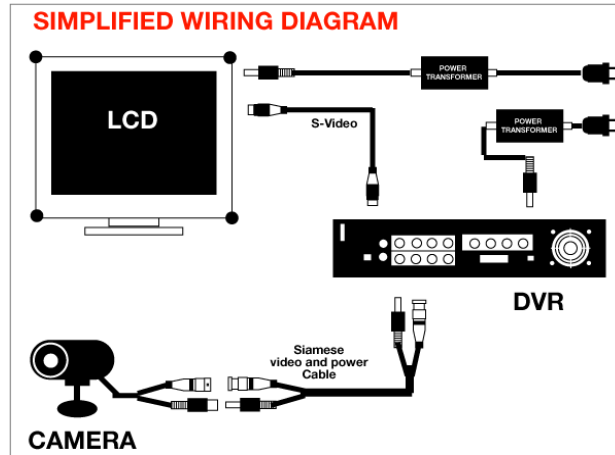 SIMPLIFIED WIRING DIAGRAM
LCD
POWER
TRANSFORMER
S-Video
POWER
TRANSFORMER
DVR
Siamese
video and power
Cable
CAMERA